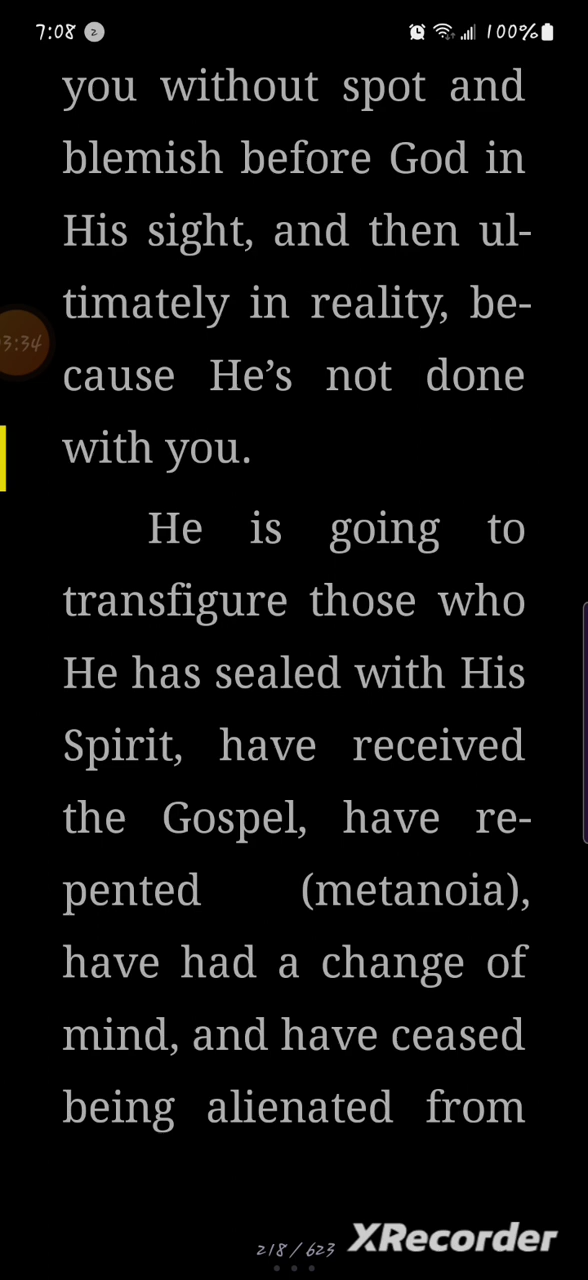 7:08 2 100%
you without spot and
blemish before God in
His sight, and then ul-
timately in reality, be-
3:34
cause He's not done
with you.
He is going to
transfigure those who
He has sealed with His
Spirit, have received
the Gospel, have re-
pented (metanoia),
have had a change of
mind, and have ceased
being alienated from
218/623 XRecorder